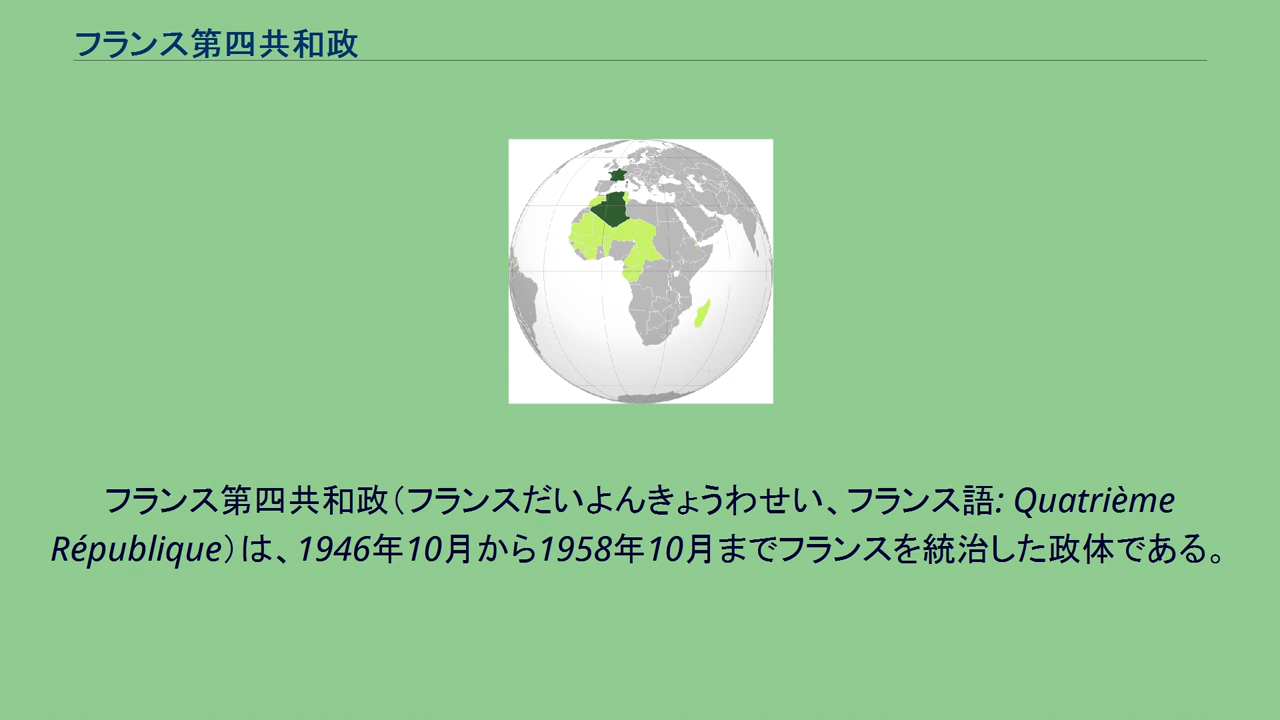 フランス第四共和政
フランス第四共和政（フランスだいよんきょうわせい、フランス語: Quatrième
République）は、1946年10月から1958年10月までフランスを統治した政体である。